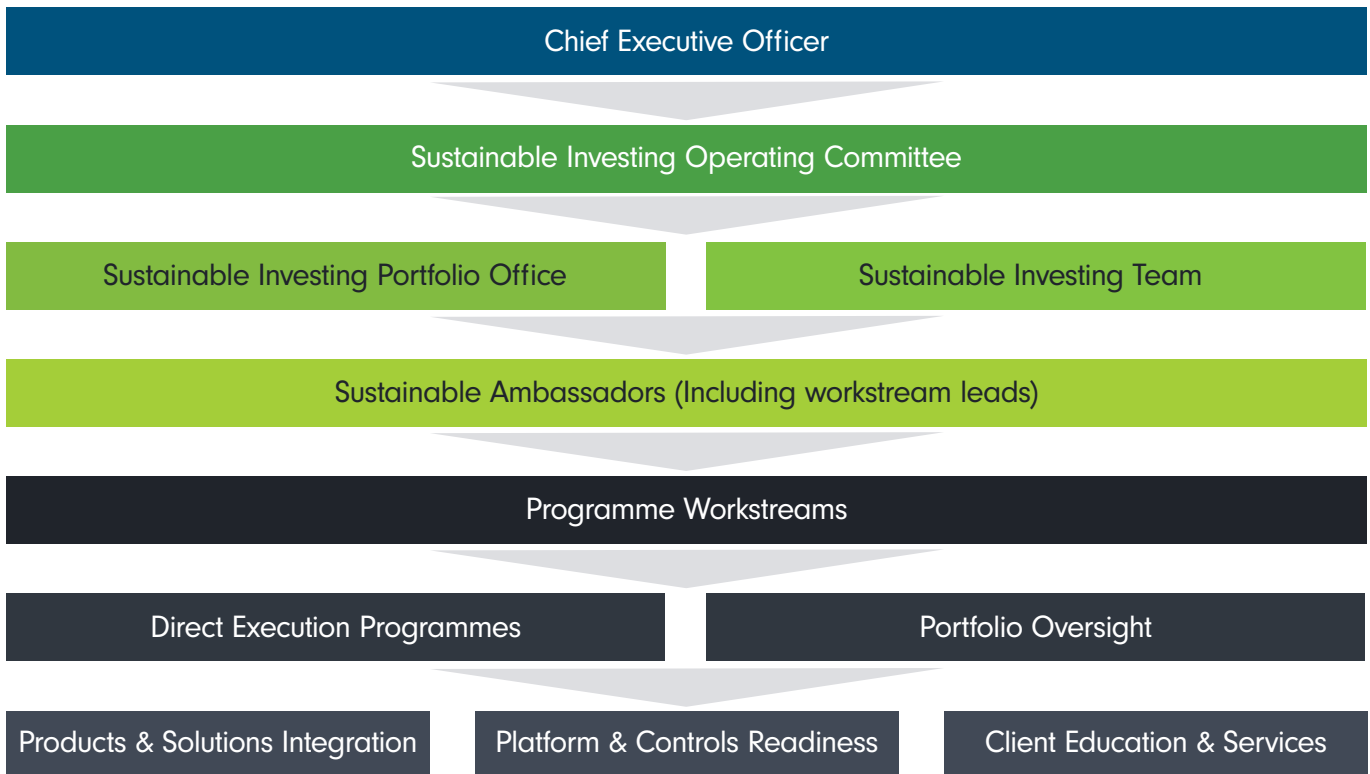 Chief Executive Officer
Sustainable Investing Operating Committee
Sustainable Investing Portfolio Office
Sustainable Investing Team
Sustainable Ambassadors (Including workstream leads)
Programme Workstreams
Direct Execution Programmes
Portfolio Oversight
Products & Solutions Integration
Platform & Controls Readiness
Client Education & Services